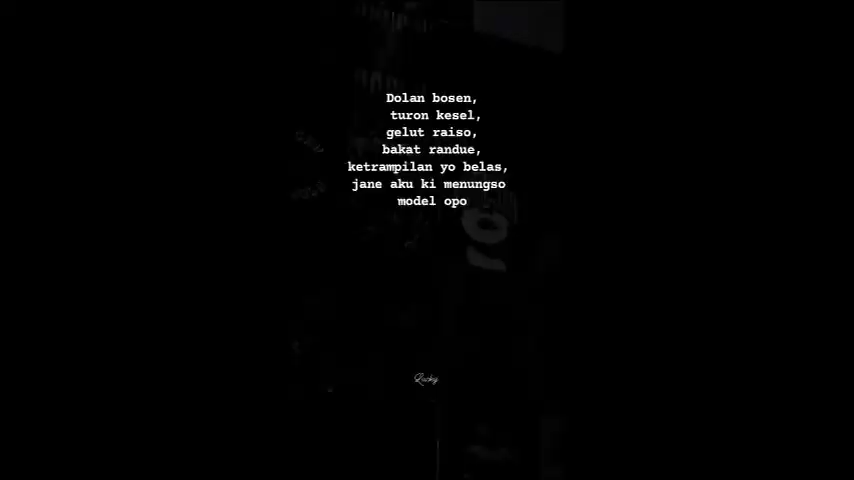 Dolan bosen,
turon kesel,
gelut raiso,
bakat randue,
ketrampilan yo belas,
jane aku ki menungso
model opo